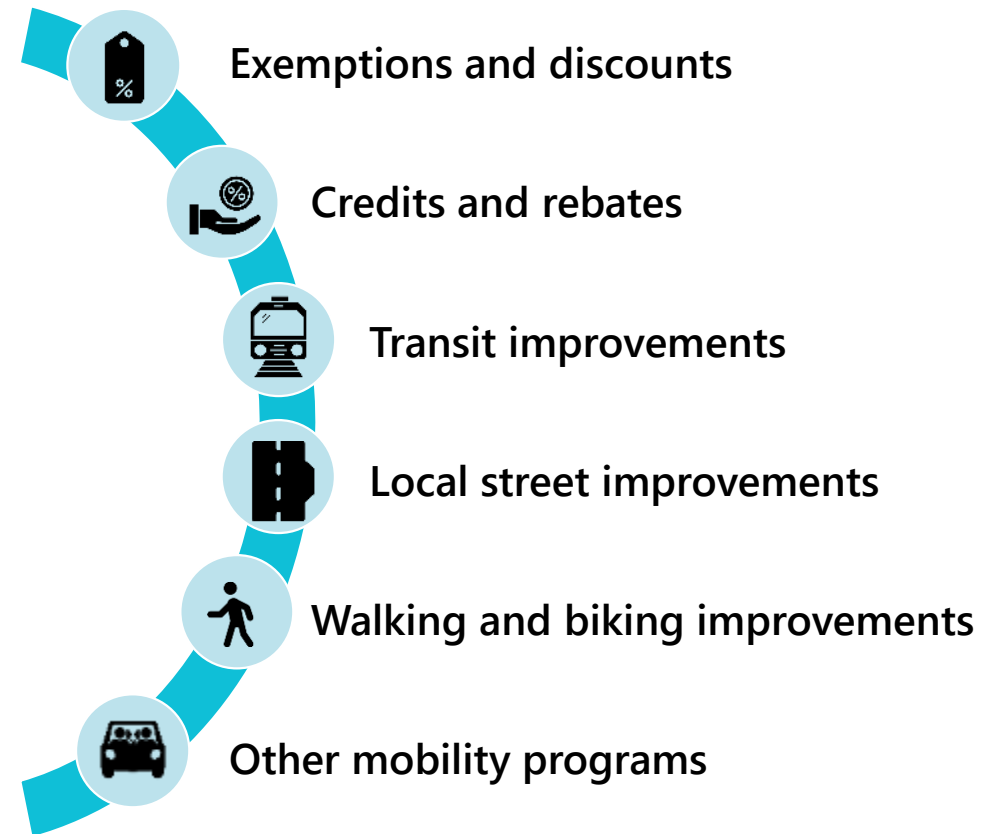 Exemptions and discounts
Credits and rebates
Transit improvements
Local street improvements
Walking and biking improvements
Other mobility programs